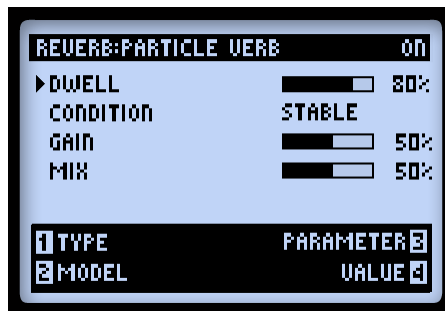 REVERB:PARTICLE VERB ON
DWELL 80%
CONDITION STABLE
GAIN 50%
MIX 50%
1 TYPE PARAMETER 3
2 MODEL VALUE 4